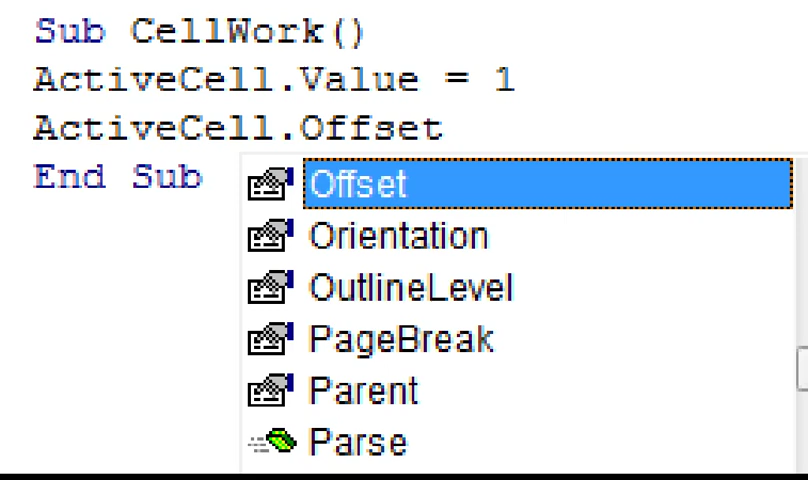 Sub CellWork()
ActiveCell.Value = 1
ActiveCell.Offset
End Sub
Offset
Orientation
OutlineLevel
PageBreak
Parent
Parse